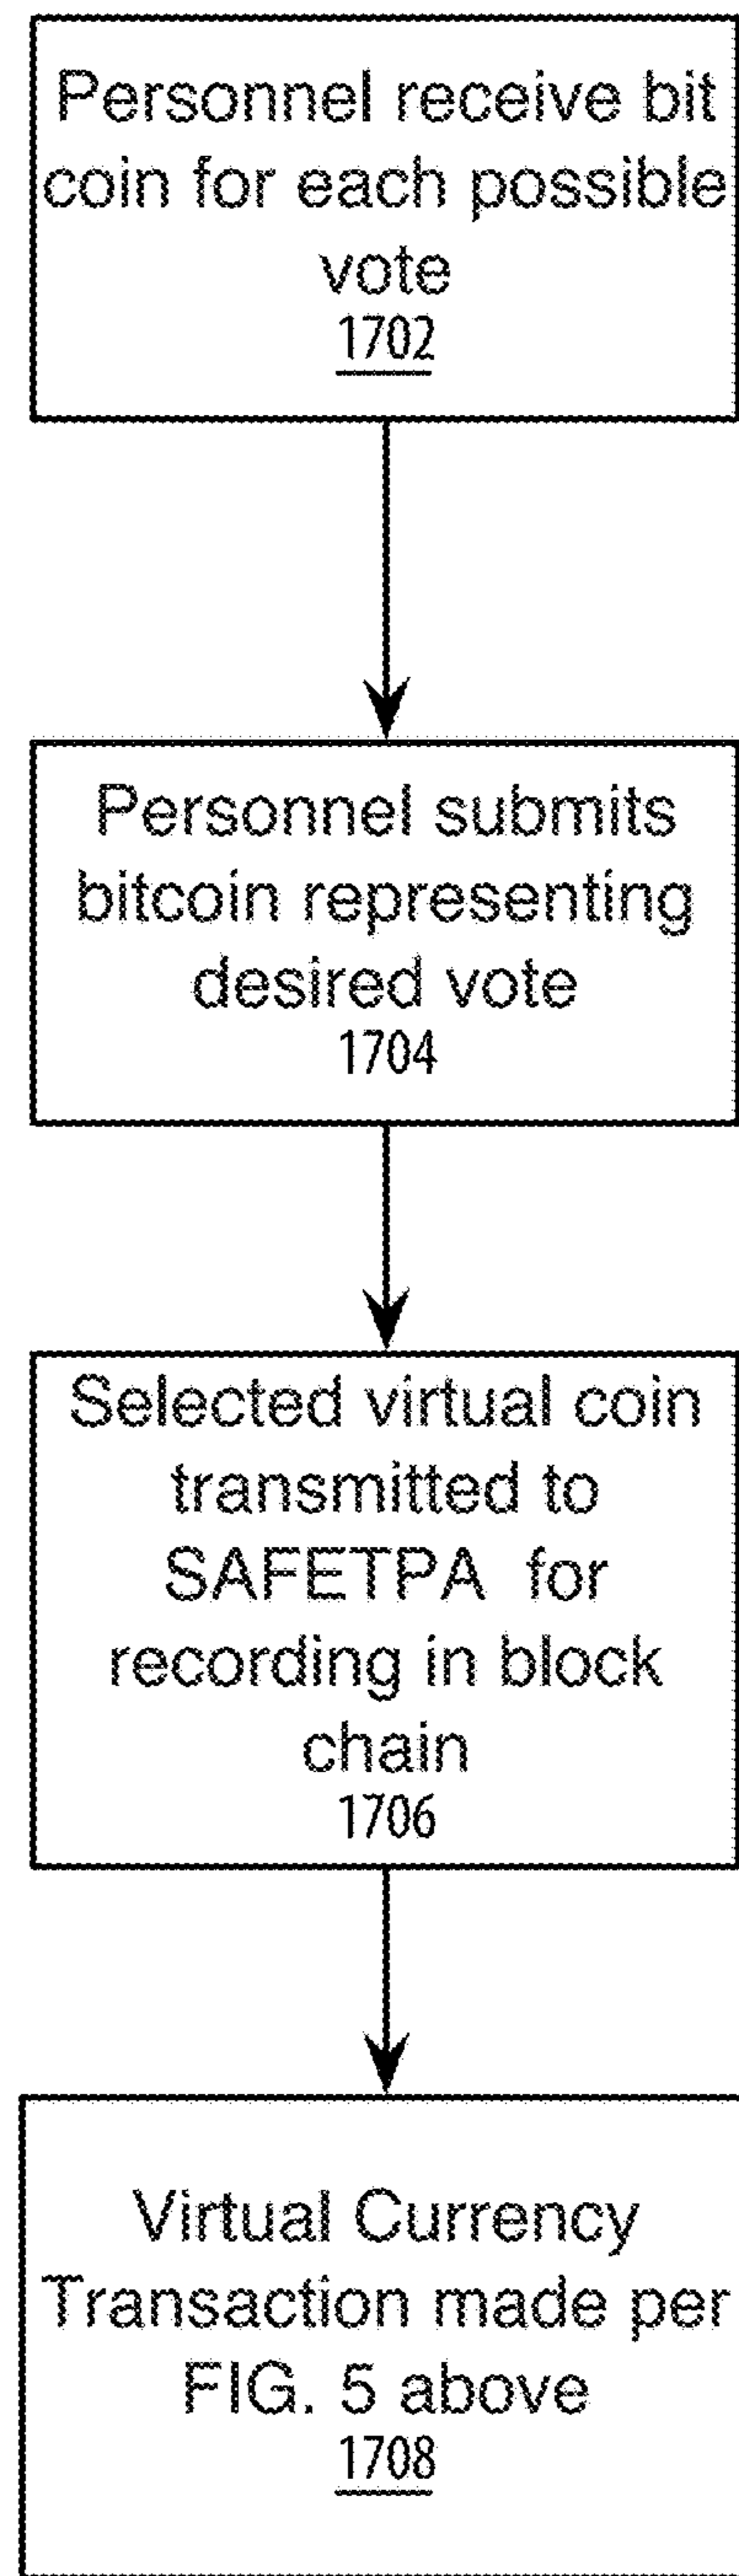 Personnel receive bit
coin for each possible
vote
1702
Personnel submits
bitcoin representing
desired vote
1704
Selected virtual coin
transmitted to
SAFETPA for
recording in block
chain
1706
Virtual Currency
Transaction made per
FIG. 5 above
1708